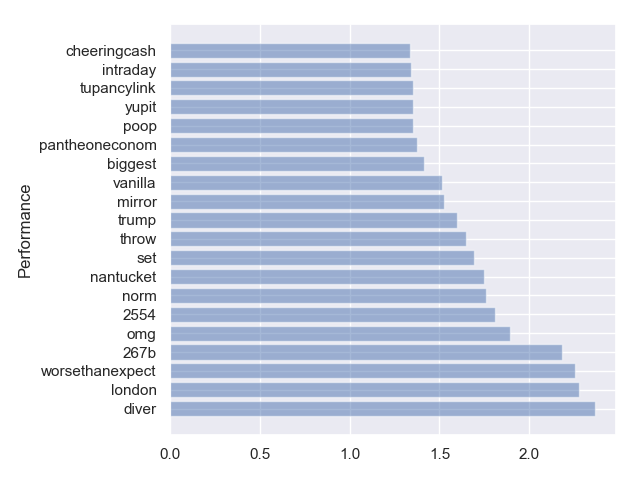 cheeringcash
intraday
tupancylink
yupit
poop
pantheoneconom
biggest
vanilla
mirror
trump
throw
set
nantucket
norm
2554
omg
267b
worsethanexpect
london
diver
Performance
0.0 0.5 1.0 1.5 2.0